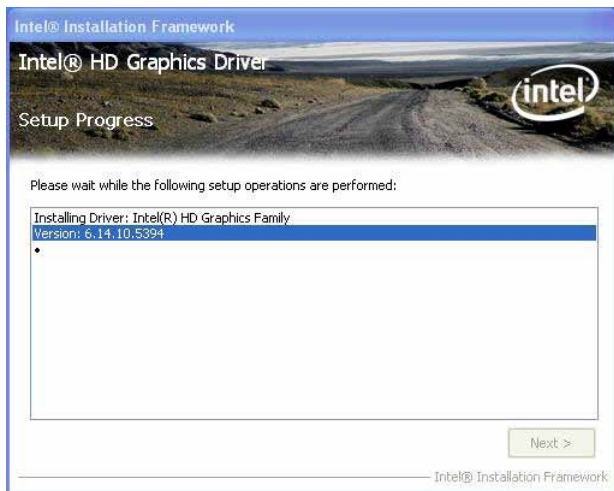 Intel® Installation Framework
Intel® HD Graphics Driver
intel
Setup Progress
Please wait while the following setup operations are performed:
Installing Driver: Intel(R) HD Graphics Family
Version: 6.14.10.5394
Next >
Intel® Installation Framework